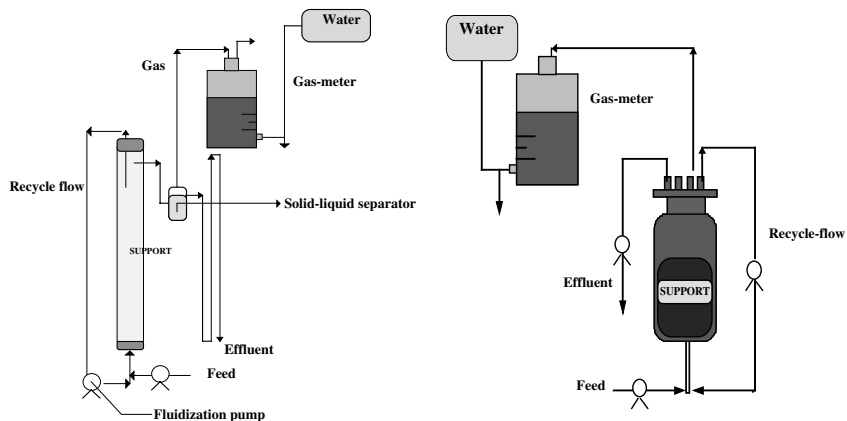 Water
Gas
Gas-meter
Recycle flow
Solid-liquid separator
SUPPORT
Effluent
Feed
Fluidization pump
Water
Gas-meter
Recycle-flow
Effluent
SUPPORT
Feed